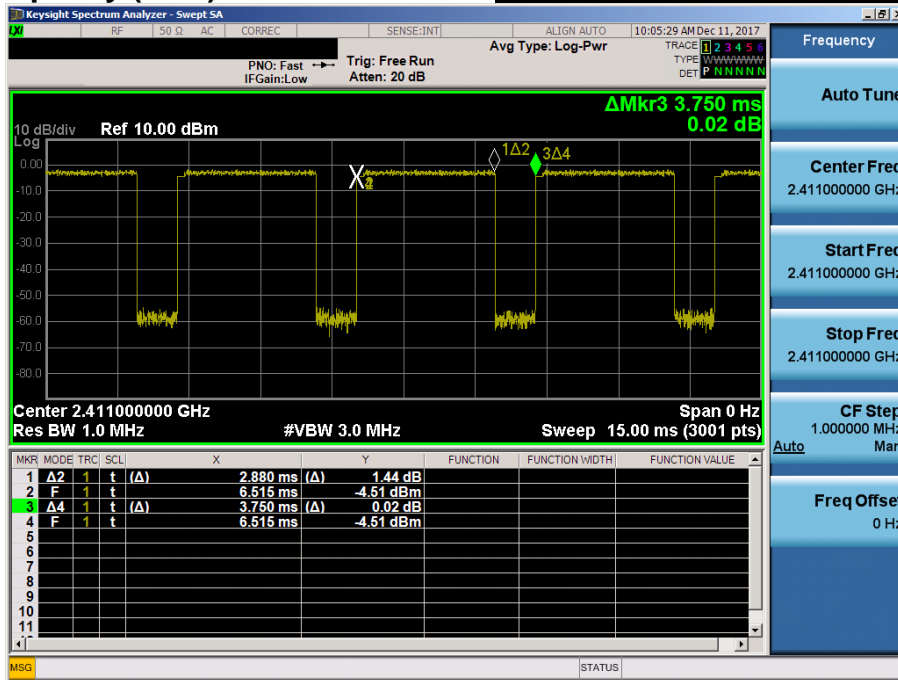 Keysight Spectrum Analyzer - Swept SA
LXI RF 50 Ω AC CORREC SENSE:INT ALIGN AUTO 10:05:29 AM Dec 11, 2017
Avg Type: Log-Pwr TRACE 1 2 3 4 5 6
PNO: Fast Trig: Free Run TYPE WWWWWW
IFGain:Low Atten: 20 dB DET P N N N N N
Frequency
ΔMkr3 3.750 ms
0.02 dB
10 dB/div Ref 10.00 dBm
Log
1Δ2 3Δ4
0.00
-10.0
-20.0
-30.0
-40.0
-50.0
-60.0
-70.0
-80.0
Center 2.411000000 GHz Span 0 Hz
Res BW 1.0 MHz #VBW 3.0 MHz Sweep 15.00 ms (3001 pts)
MKR MODE TRC SCL X Y FUNCTION FUNCTION WIDTH FUNCTION VALUE
1 Δ2 1 t (Δ) 2.880 ms (Δ) 1.44 dB
2 F 1 t 6.515 ms -4.51 dBm
3 Δ4 1 t (Δ) 3.750 ms (Δ) 0.02 dB
4 F 1 t 6.515 ms -4.51 dBm
5
6
7
8
9
10
11
Auto Tune
Center Freq
2.411000000 GHz
Start Freq
2.411000000 GHz
Stop Freq
2.411000000 GHz
CF Step
1.000000 MHz
Auto Man
Freq Offset
0 Hz
MSG STATUS